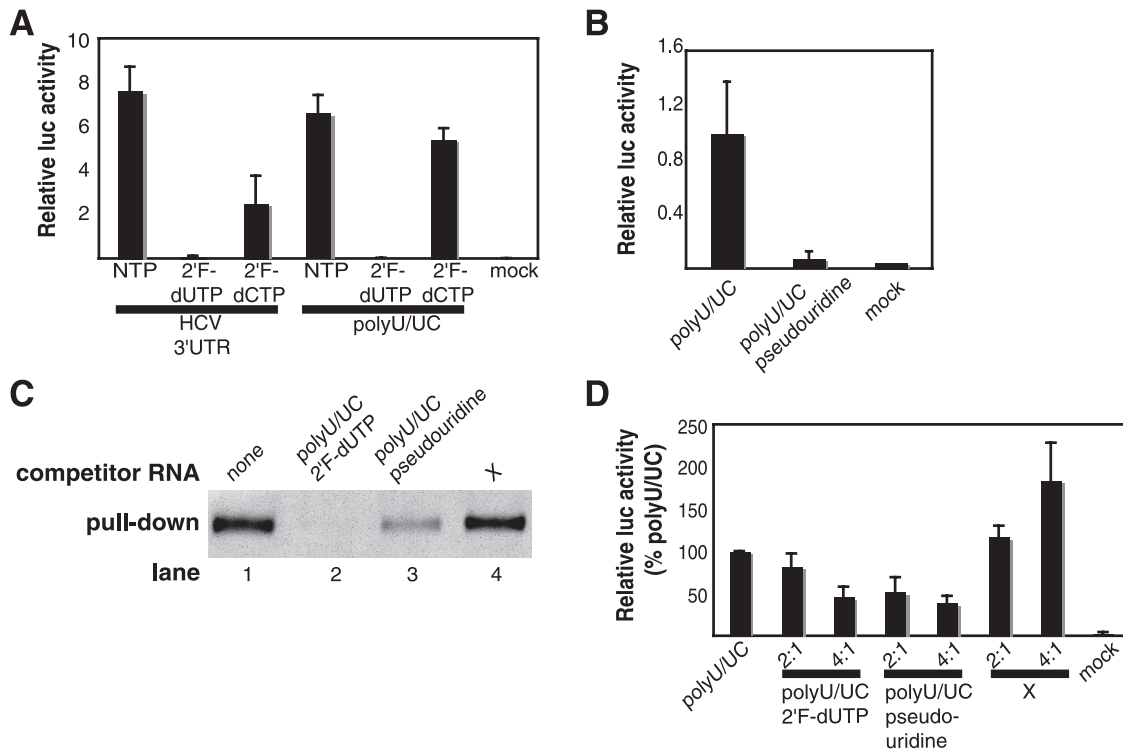 A
Relative luc activity
10
8
6
4
2
NTP
2'F-
dUTP
2'F-
dCTP
NTP
2'F-
dUTP
2'F-
dCTP
mock
HCV
3'UTR
polyU/UC
B
Relative luc activity
1.6
1.2
0.8
0.4
polyU/UC
polyU/UC
pseudouridine
mock
C
competitor RNA
none
polyU/UC
2'F-dUTP
polyU/UC
pseudouridine
X
pull-down
lane
1 2 3 4
D
Relative luc activity
(% polyU/UC)
250
200
150
100
50
polyU/UC
2:1
4:1
2:1
4:1
2:1
4:1
mock
polyU/UC
2'F-dUTP
polyU/UC
pseudo-
uridine
X